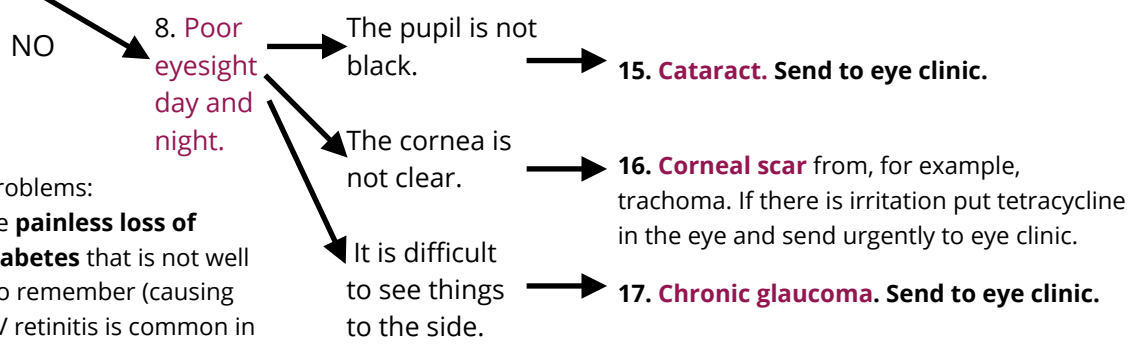 NO
8. Poor
eyesight
day and
night.
The pupil is not
black.
15. Cataract. Send to eye clinic.
The cornea is
not clear.
16. Corneal scar from, for example,
trachoma. If there is irritation put tetracycline
in the eye and send urgently to eye clinic.
It is difficult
to see things
to the side.
17. Chronic glaucoma. Send to eye clinic.
painless loss of
that is not well
remember (causing
retinitis is common in